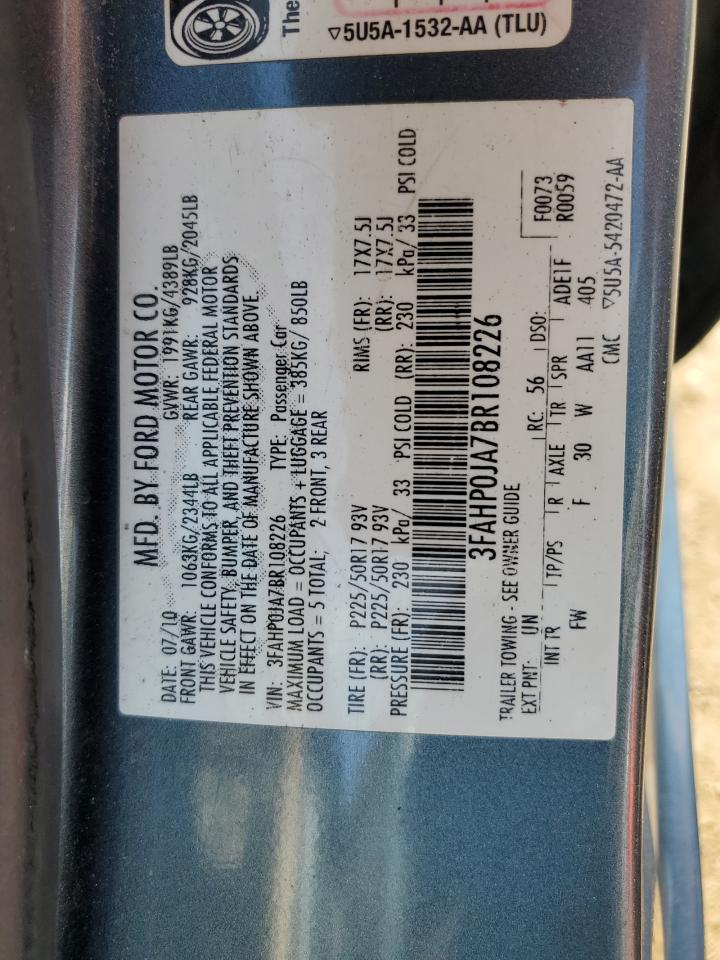 The
▽5U5A-1532-AA (TLU)
MFD. BY FORD MOTOR CO.
DATE: 07/10 GVWR: 1991KG/4389LB
FRONT GAWR: 1063KG/2344LB REAR GAWR: 928KG/2045LB
THIS VEHICLE CONFORMS TO ALL APPLICABLE FEDERAL MOTOR
VEHICLE SAFETY, BUMPER, AND THEFT PREVENTION STANDARDS
IN EFFECT ON THE DATE OF MANUFACTURE SHOWN ABOVE.
VIN: 3FAHP0JA7BR108226 TYPE: Passenger Car
MAXIMUM LOAD = OCCUPANTS + LUGGAGE = 385KG/ 850LB
OCCUPANTS = 5 TOTAL; 2 FRONT, 3 REAR
TIRE (FR): P225/50R17 93V RIMS (FR): 17X7.5J
(RR): P225/50R17 93V (RR): 17X7.5J
PRESSURE (FR): 230 kPa/ 33 PSI COLD (RR): 230 kPa/ 33 PSI COLD
3FAHP0JA7BR108226
TRAILER TOWING - SEE OWNER GUIDE
EXT PNT: UN RC: 56 DSO: F0073
R0059
INT TR TP/PS R AXLE TR SPR ADE1F
FW F 30 W AA11 405
CMC ▽5U5A-5420472-AA